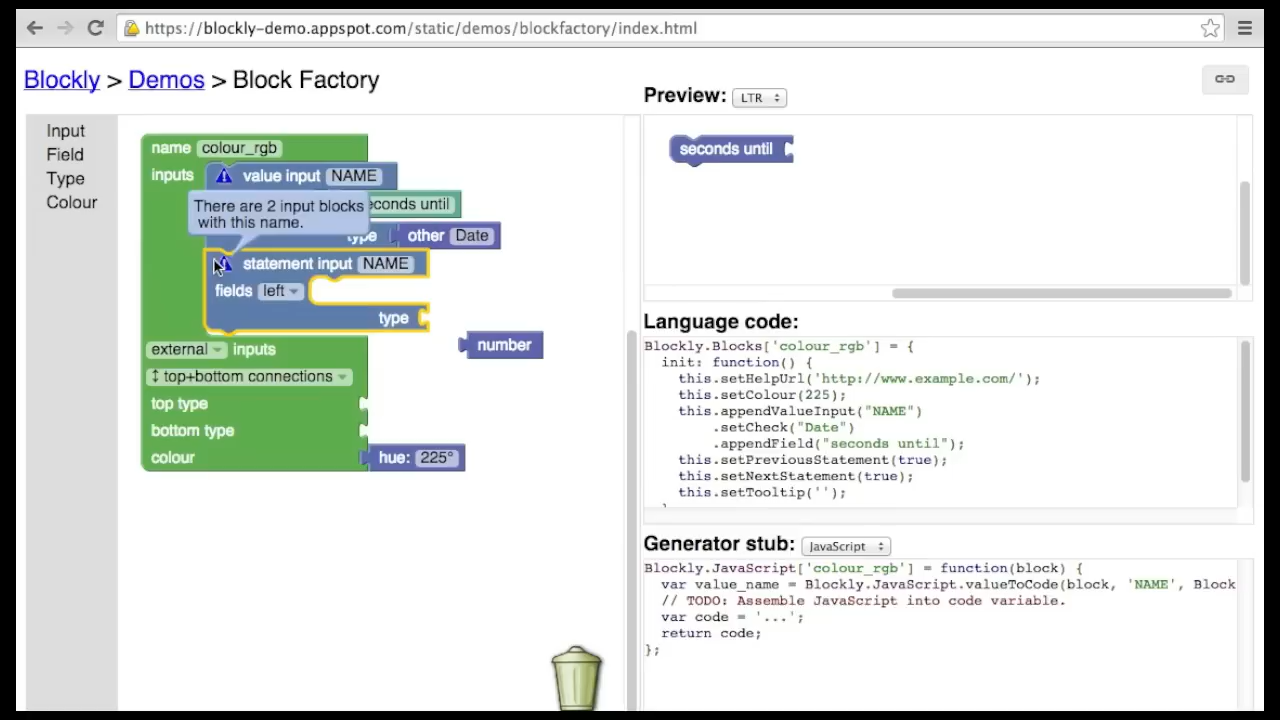 https://blockly-demo.appspot.com/static/demos/blockfactory/index.html
Blockly > Demos > Block Factory
Input
Field
Type
Colour
name colour_rgb
inputs value input NAME
There are 2 input blocks
with this name.
seconds until
type other Date
statement input NAME
fields left
type
number
external inputs
↕ top+bottom connections
top type
bottom type
colour hue: 225°
Preview: LTR
seconds until
Language code:
Blockly.Blocks['colour_rgb'] = {
init: function() {
this.setHelpUrl('http://www.example.com/');
this.setColour(225);
this.appendValueInput("NAME")
.setCheck("Date")
.appendField("seconds until");
this.setPreviousStatement(true);
this.setNextStatement(true);
this.setTooltip('');
Generator stub: JavaScript
Blockly.JavaScript['colour_rgb'] = function(block) {
var value_name = Blockly.JavaScript.valueToCode(block, 'NAME', Block
// TODO: Assemble JavaScript into code variable.
var code = '...';
return code;
};